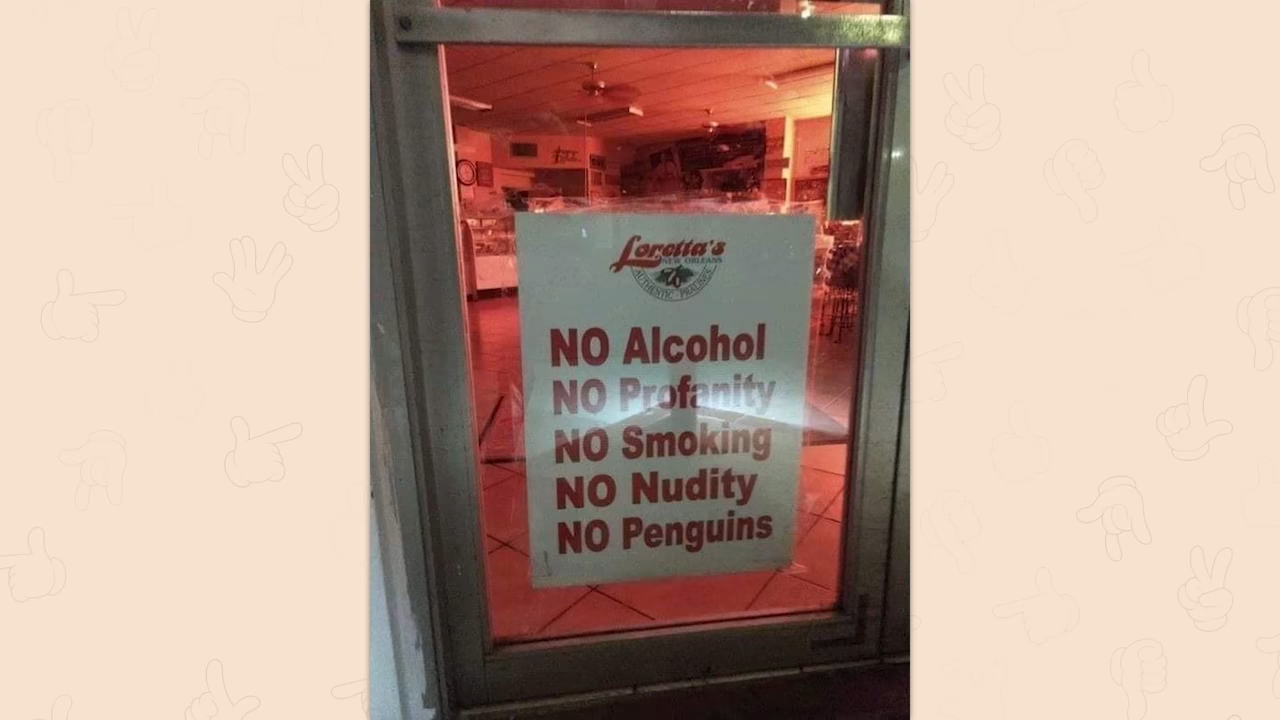 Loretta's
NEW ORLEANS
AUTHENTIC PRALINES
NO Alcohol
NO Profanity
NO Smoking
NO Nudity
NO Penguins